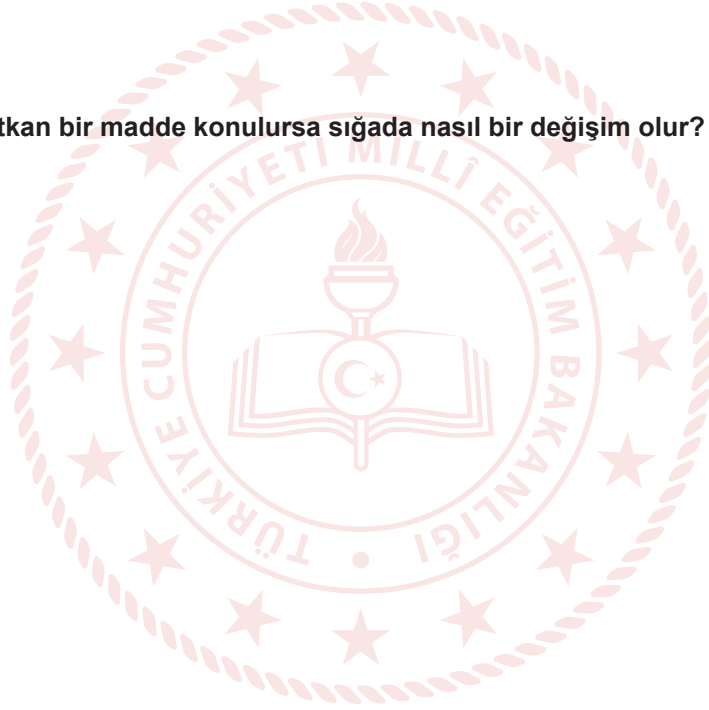 tkan bir madde konulursa sığada nasıl bir değişim olur?
TÜRKİYE CUMHURİYETİ MİLLÎ EĞİTİM BAKANLIĞI